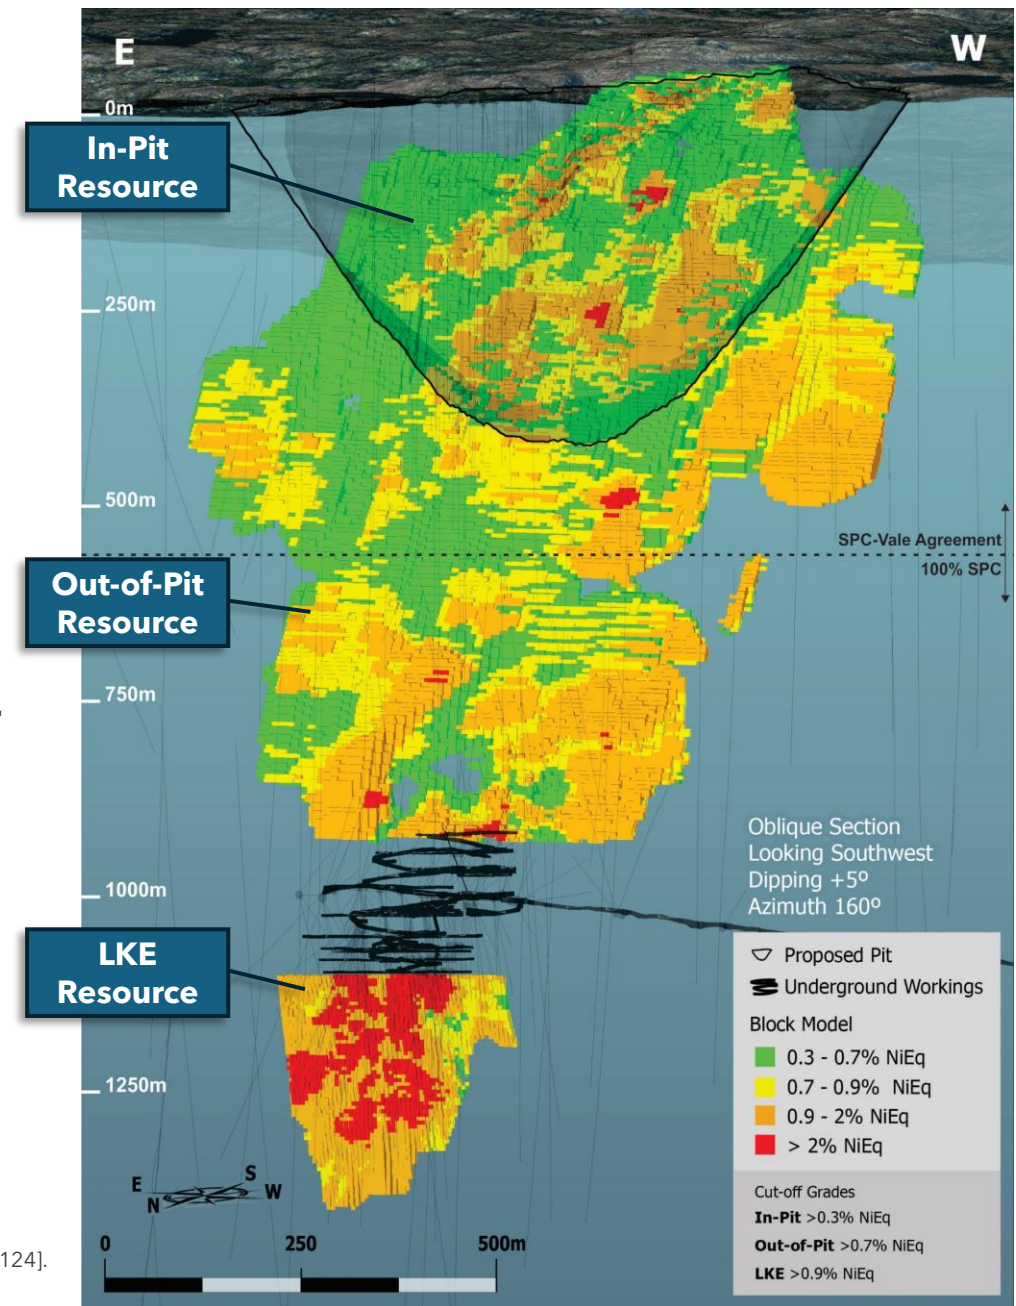 E
W
0m
In-Pit
Resource
250m
500m
SPC-Vale Agreement
100% SPC
Out-of-Pit
Resource
750m
Oblique Section
Looking Southwest
Dipping +5º
Azimuth 160º
1000m
LKE
Resource
Proposed Pit
Underground Workings
Block Model
0.3 - 0.7% NiEq
0.7 - 0.9% NiEq
0.9 - 2% NiEq
> 2% NiEq
1250m
E
S
N
W
Cut-off Grades
In-Pit >0.3% NiEq
Out-of-Pit >0.7% NiEq
LKE >0.9% NiEq
0
250
500m
124].